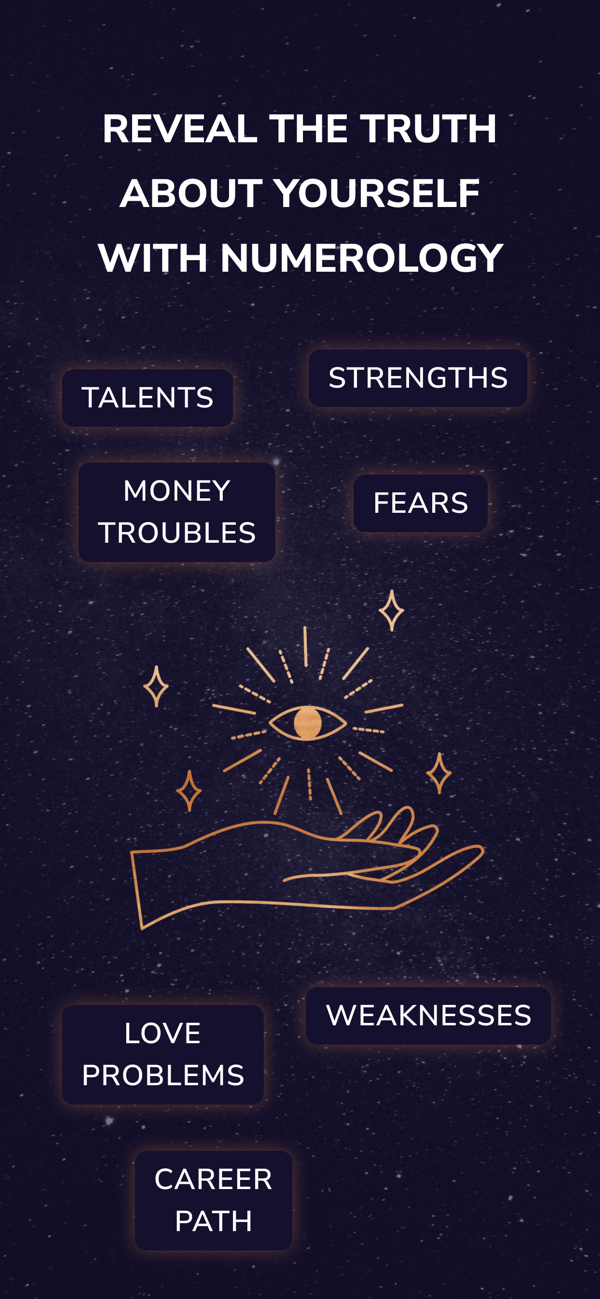 REVEAL THE TRUTH
ABOUT YOURSELF
WITH NUMEROLOGY
TALENTS
STRENGTHS
MONEY
TROUBLES
FEARS
LOVE
PROBLEMS
WEAKNESSES
CAREER
PATH